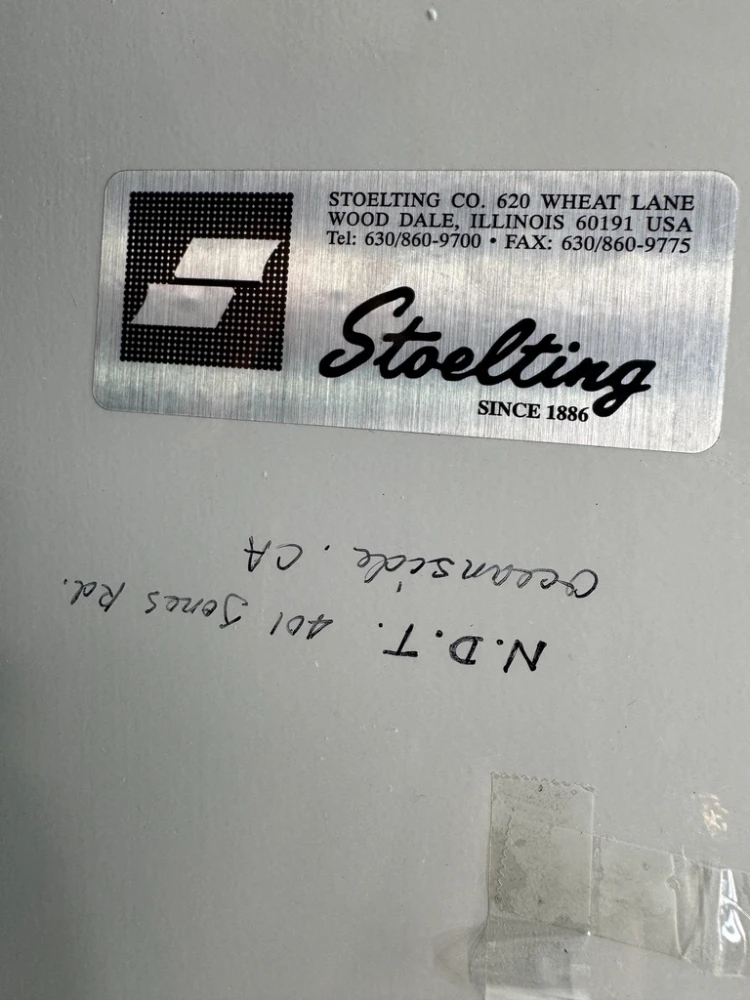 STOELTING CO. 620 WHEAT LANE
WOOD DALE, ILLINOIS 60191 USA
Tel: 630/860-9700 • FAX: 630/860-9775
Stoelting
SINCE 1886
N.D.T. 401 Jones Rd.
Oceanside, CA